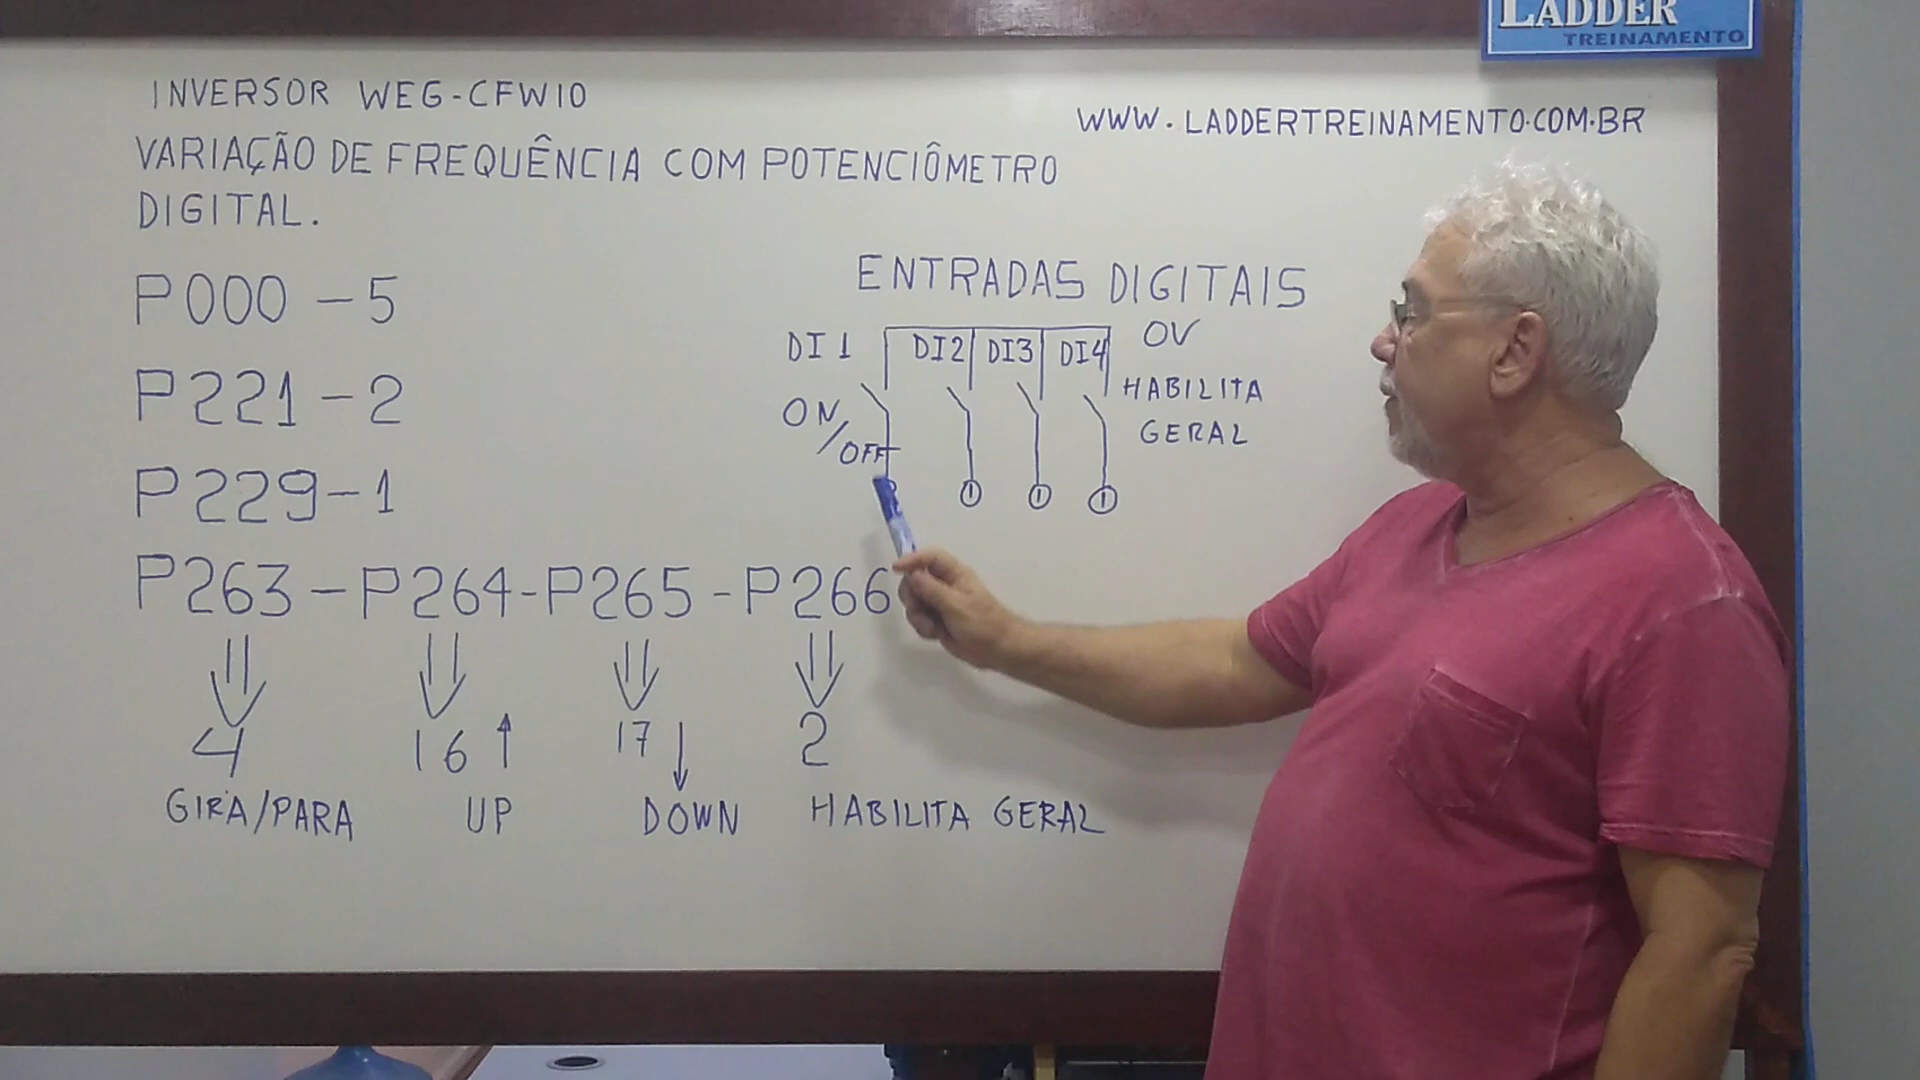 LADDER
TREINAMENTO
INVERSOR WEG-CFW10
WWW.LADDERTREINAMENTO.COM.BR
VARIAÇÃO DE FREQUÊNCIA COM POTENCIÔMETRO
DIGITAL.
ENTRADAS DIGITAIS
P000 - 5
DI1 DI2 DI3 DI4 0V
P221 - 2
HABILITA
GERAL
ON/OFF
P229 - 1
P263 - P264 - P265 - P266
4 16 ↑ 17 ↓ 2
GIRA/PARA UP DOWN HABILITA GERAL